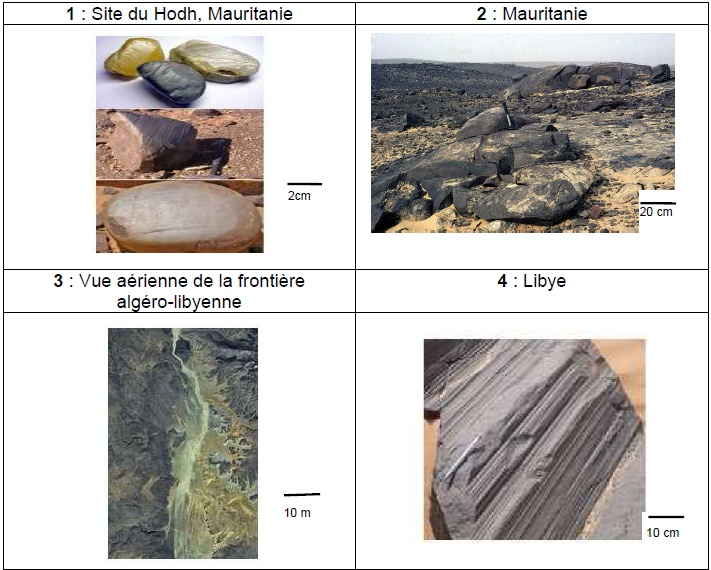 1 : Site du Hodh, Mauritanie
2 : Mauritanie
2cm
20 cm
3 : Vue aérienne de la frontière
algéro-libyenne
4 : Libye
10 m
10 cm